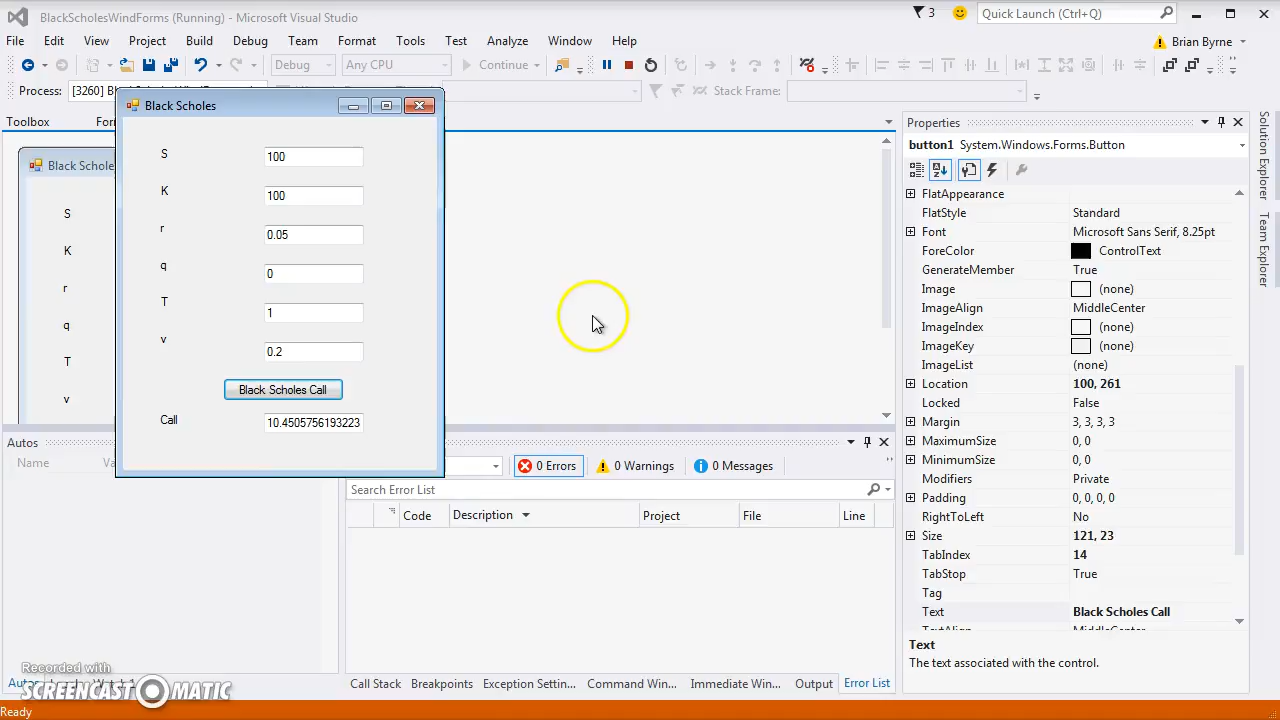 BlackScholesWindForms (Running) - Microsoft Visual Studio
3
Quick Launch (Ctrl+Q)
File Edit View Project Build Debug Team Format Tools Test Analyze Window Help
Brian Byrne
Debug Any CPU Continue
Process: [3260] Stack Frame:
Toolbox
Black Scholes
S 100
K 100
r 0.05
q 0
T 1
v 0.2
Black Scholes Call
Call 10.4505756193223
Black Schole
S
K
r
q
T
v
Autos
Name
0 Errors 0 Warnings 0 Messages
Search Error List
Code Description Project File Line
Call Stack Breakpoints Exception Settin... Command Win... Immediate Win... Output Error List
Properties
button1 System.Windows.Forms.Button
FlatAppearance
FlatStyle Standard
Font Microsoft Sans Serif, 8.25pt
ForeColor ControlText
GenerateMember True
Image (none)
ImageAlign MiddleCenter
ImageIndex (none)
ImageKey (none)
ImageList (none)
Location 100, 261
Locked False
Margin 3, 3, 3, 3
MaximumSize 0, 0
MinimumSize 0, 0
Modifiers Private
Padding 0, 0, 0, 0
RightToLeft No
Size 121, 23
TabIndex 14
TabStop True
Tag
Text Black Scholes Call
Text
The text associated with the control.
Solution Explorer
Team Explorer
Recorded with
SCREENCAST MATIC
Ready